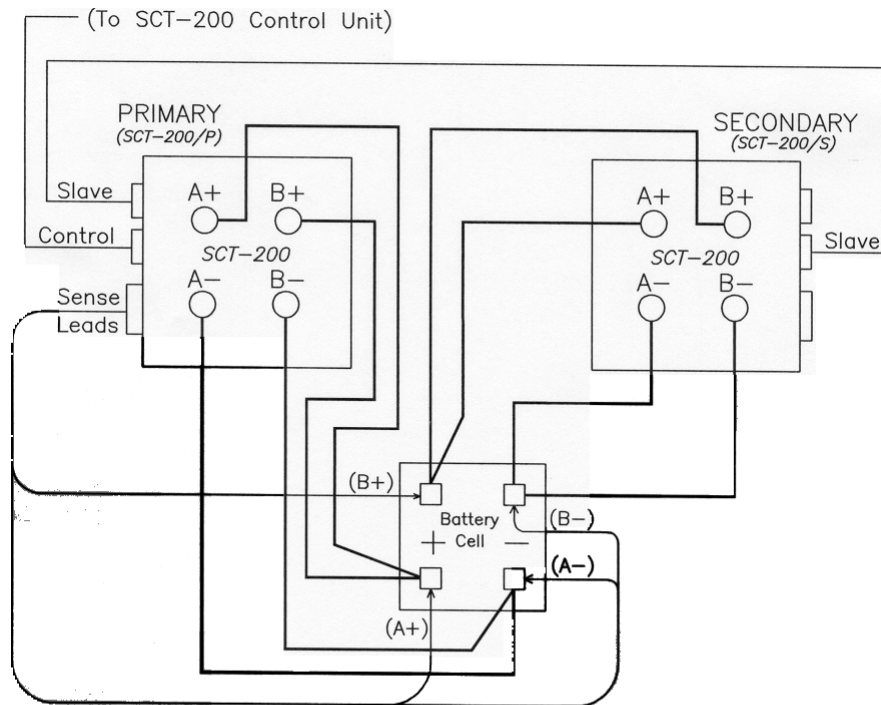 (To SCT-200 Control Unit)
PRIMARY
(SCT-200/P)
SECONDARY
(SCT-200/S)
Slave
A+ B+
A+ B+
Control
SCT-200
SCT-200
Slave
A- B-
A- B-
Sense
Leads
(B+)
Battery
Cell
+ -
(B-)
(A-)
(A+)